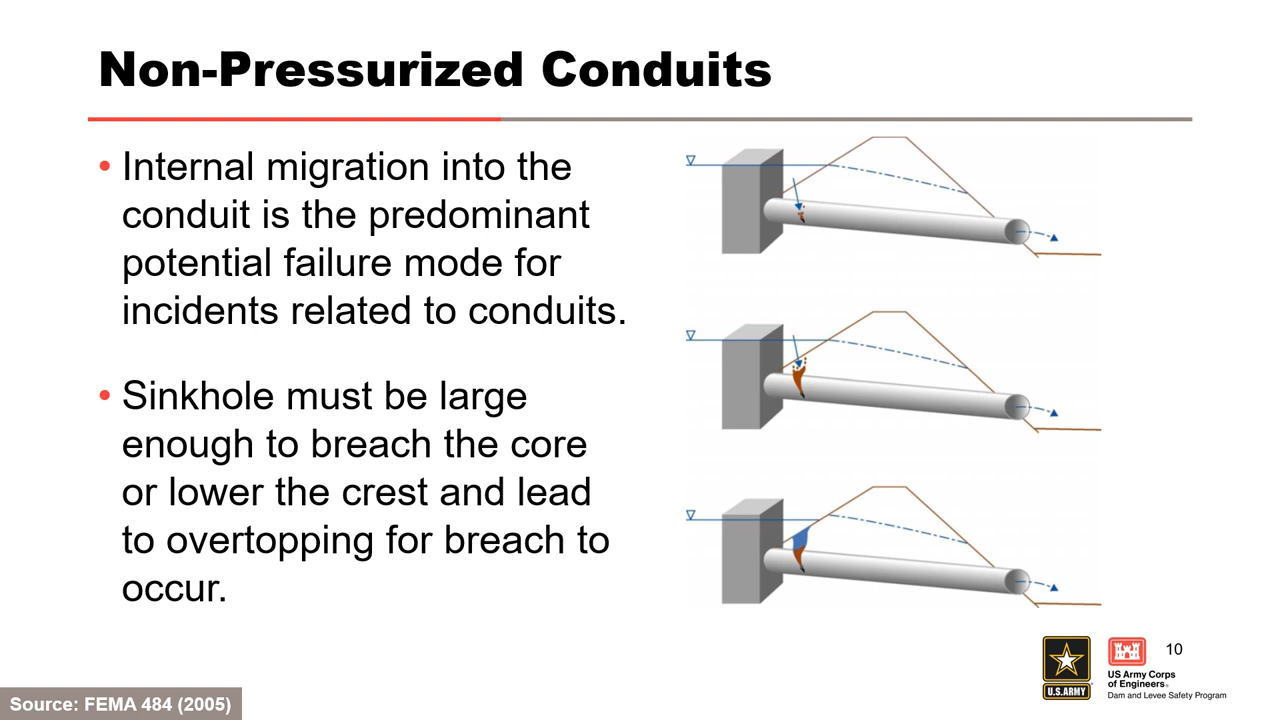 Non-Pressurized Conduits
• Internal migration into the
conduit is the predominant
potential failure mode for
incidents related to conduits.
• Sinkhole must be large
enough to breach the core
or lower the crest and lead
to overtopping for breach to
occur.
10
U.S.ARMY
US Army Corps
of Engineers®
Dam and Levee Safety Program
Source: FEMA 484 (2005)